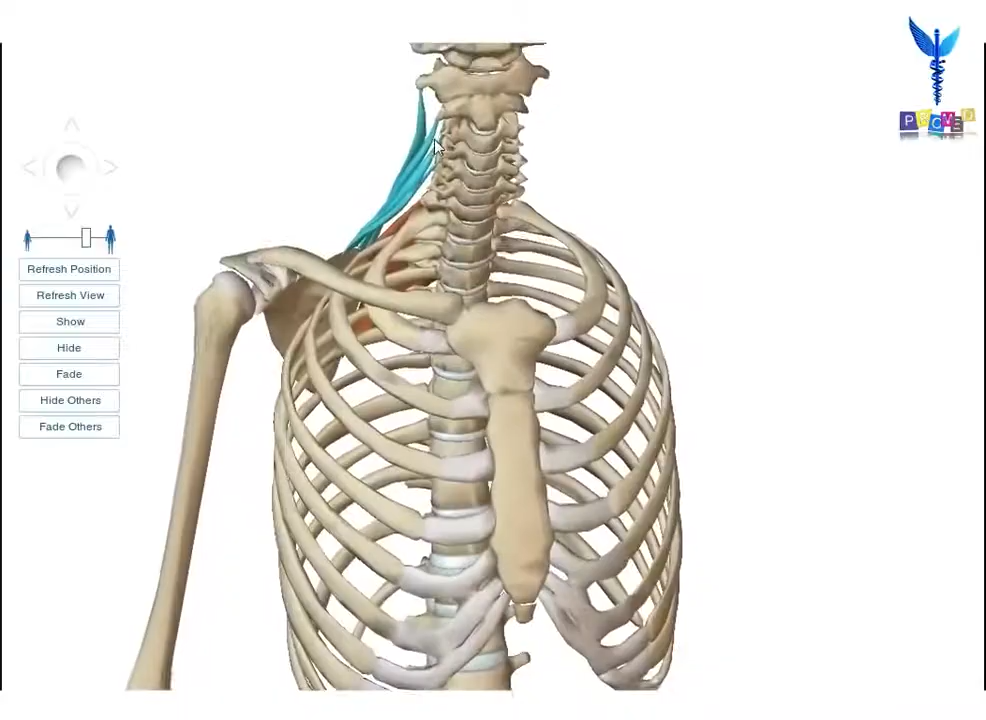 Refresh Position
Refresh View
Show
Hide
Fade
Hide Others
Fade Others